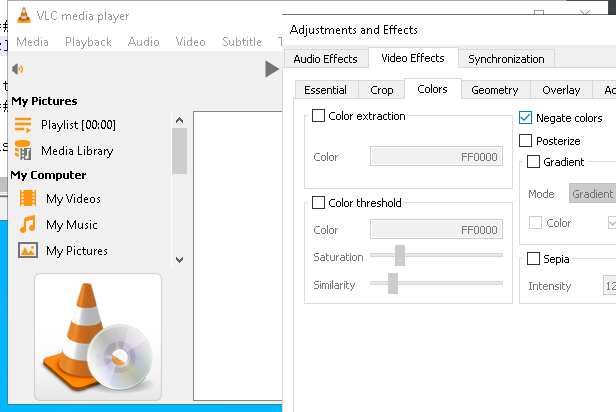 VLC media player
Media Playback Audio Video Subtitle
My Pictures
Playlist [00:00]
Media Library
My Computer
My Videos
My Music
My Pictures
Adjustments and Effects
Audio Effects Video Effects Synchronization
Essential Crop Colors Geometry Overlay
Color extraction
Color FF0000
Color threshold
Color FF0000
Saturation
Similarity
Negate colors
Posterize
Gradient
Mode Gradient
Color
Sepia
Intensity 12